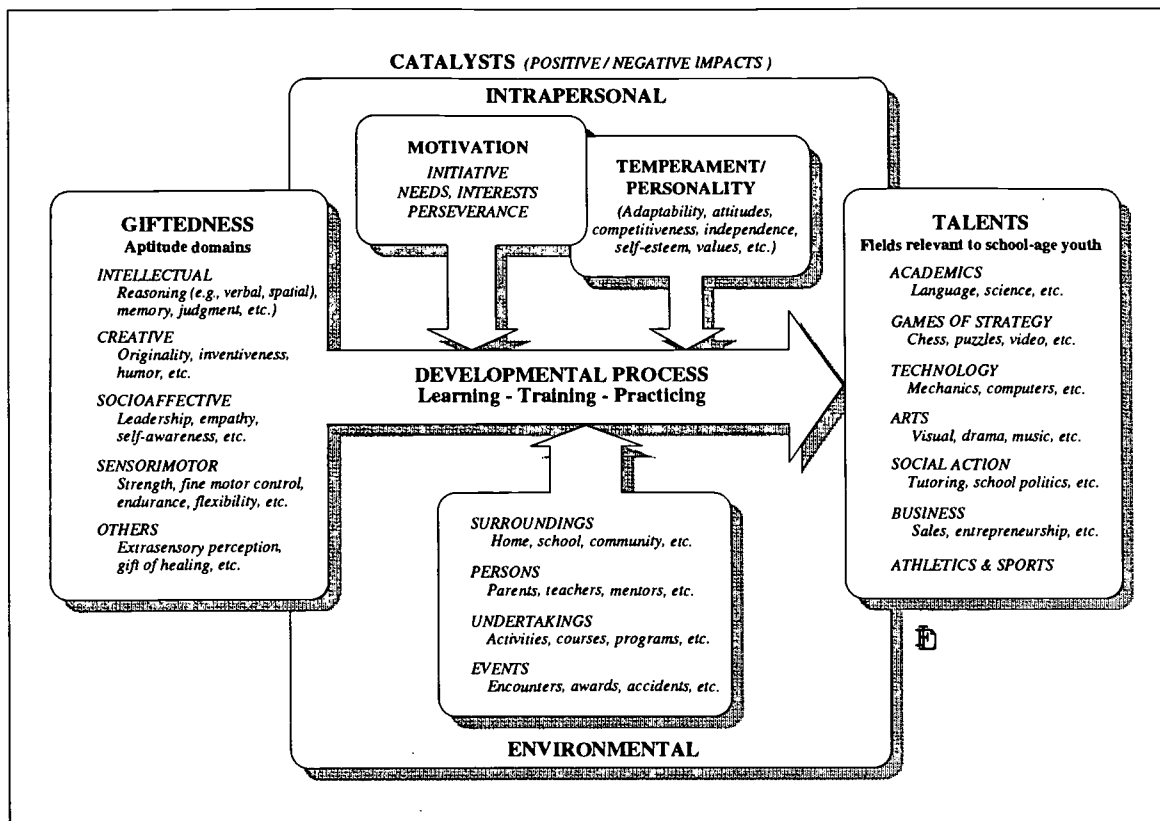 CATALYSTS (POSITIVE / NEGATIVE IMPACTS )
INTRAPERSONAL
MOTIVATION
INITIATIVE
NEEDS, INTERESTS
PERSEVERANCE
TEMPERAMENT/
PERSONALITY
(Adaptability, attitudes,
competitiveness, independence,
self-esteem, values, etc.)
GIFTEDNESS
Aptitude domains
INTELLECTUAL
Reasoning (e.g., verbal, spatial),
memory, judgment, etc.)
CREATIVE
Originality, inventiveness,
humor, etc.
SOCIOAFFECTIVE
Leadership, empathy,
self-awareness, etc.
SENSORIMOTOR
Strength, fine motor control,
endurance, flexibility, etc.
OTHERS
Extrasensory perception,
gift of healing, etc.
DEVELOPMENTAL PROCESS
Learning - Training - Practicing
SURROUNDINGS
Home, school, community, etc.
PERSONS
Parents, teachers, mentors, etc.
UNDERTAKINGS
Activities, courses, programs, etc.
EVENTS
Encounters, awards, accidents, etc.
ENVIRONMENTAL
TALENTS
Fields relevant to school-age youth
ACADEMICS
Language, science, etc.
GAMES OF STRATEGY
Chess, puzzles, video, etc.
TECHNOLOGY
Mechanics, computers, etc.
ARTS
Visual, drama, music, etc.
SOCIAL ACTION
Tutoring, school politics, etc.
BUSINESS
Sales, entrepreneurship, etc.
ATHLETICS & SPORTS